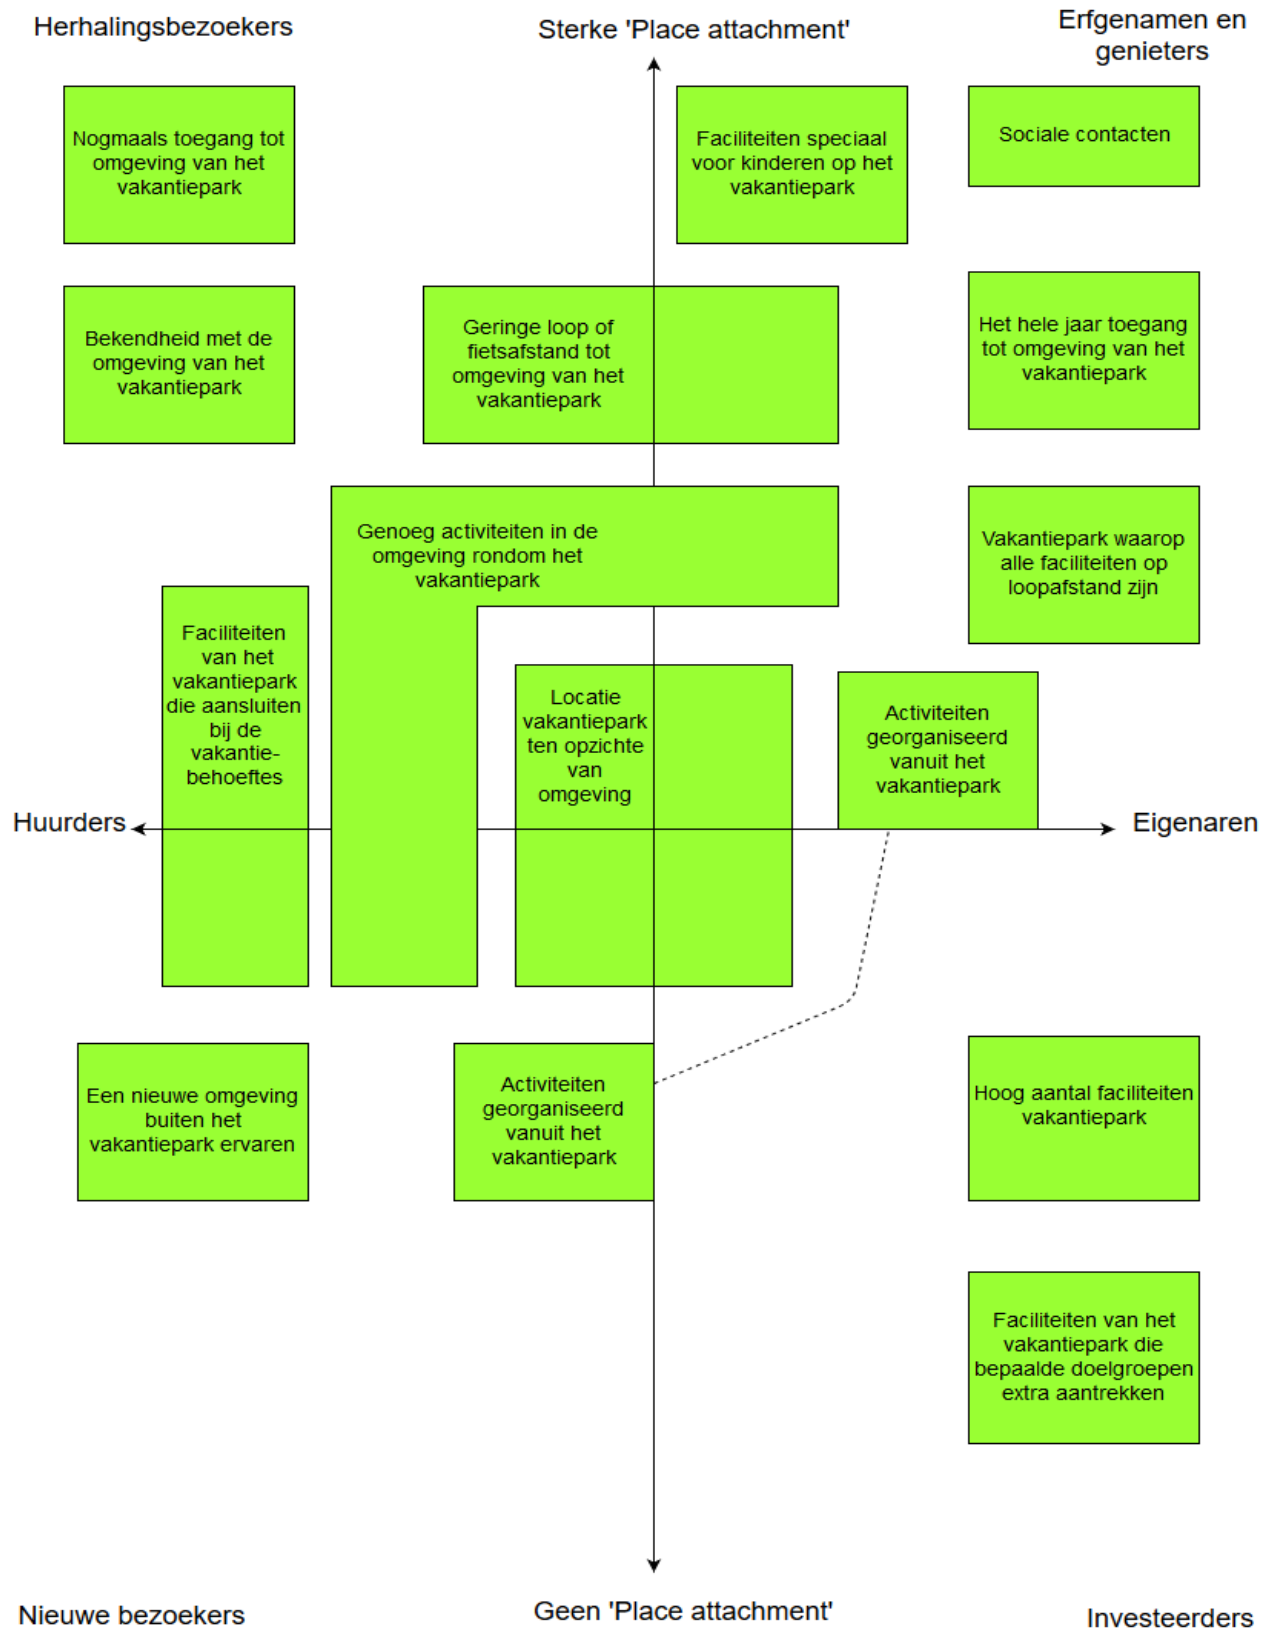 Herhalingsbezoekers
Sterke 'Place attachment'
Erfgenamen en
genieters
Nogmaals toegang tot
omgeving van het
vakantiepark
Faciliteiten speciaal
voor kinderen op het
vakantiepark
Sociale contacten
Bekendheid met de
omgeving van het
vakantiepark
Geringe loop of
fietsafstand tot
omgeving van het
vakantiepark
Het hele jaar toegang
tot omgeving van het
vakantiepark
Genoeg activiteiten in de
omgeving rondom het
vakantiepark
Vakantiepark waarop
alle faciliteiten op
loopafstand zijn
Faciliteiten
van het
vakantiepark
die aansluiten
bij de
vakantie-
behoeftes
Locatie
vakantiepark
ten opzichte
van
omgeving
Activiteiten
georganiseerd
vanuit het
vakantiepark
Huurders
Eigenaren
Een nieuwe omgeving
buiten het
vakantiepark ervaren
Activiteiten
georganiseerd
vanuit het
vakantiepark
Hoog aantal faciliteiten
vakantiepark
Faciliteiten van het
vakantiepark die
bepaalde doelgroepen
extra aantrekken
Nieuwe bezoekers
Geen 'Place attachment'
Investeerders